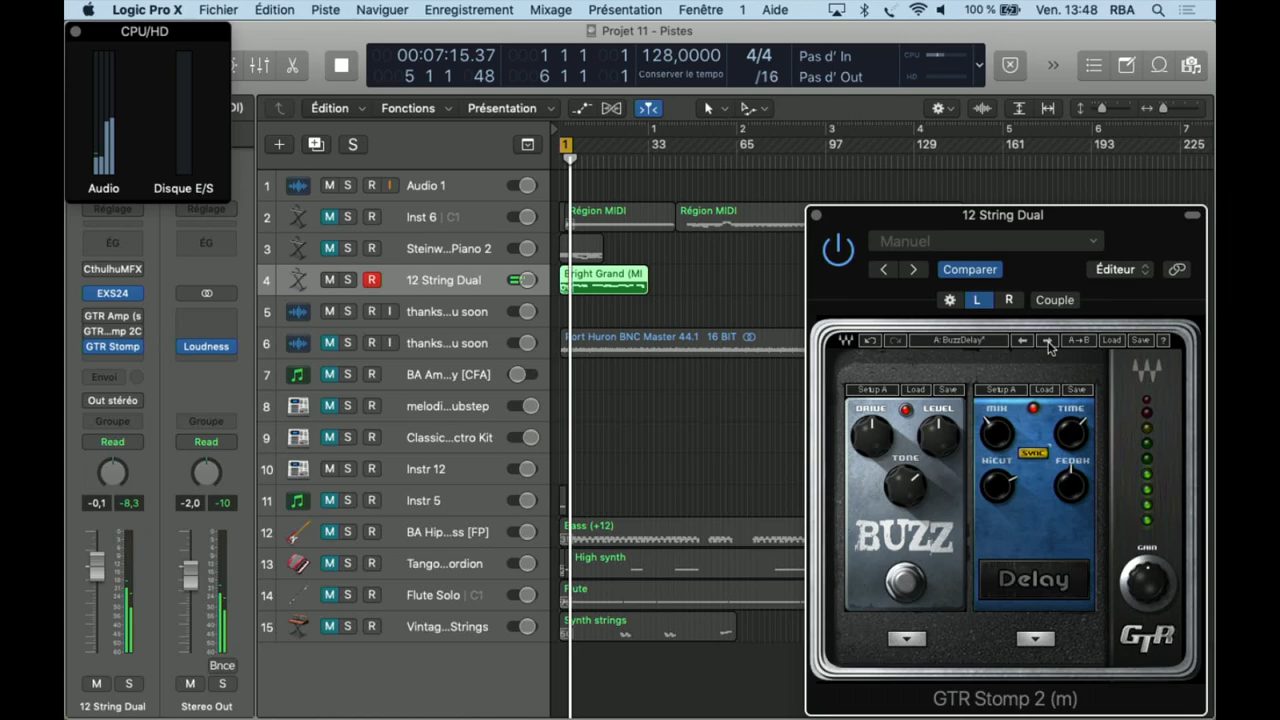 Logic Pro X Fichier Édition Piste Naviguer Enregistrement Mixage Présentation Fenêtre 1 Aide 100 % Ven. 13:48 RBA
CPU/HD
Audio Disque E/S
Projet 11 - Pistes
00:07:15.37 1 1 1 001 128,0000 4/4 Pas d' In CPU
5 1 1 048 6 1 1 001 Conserver le tempo /16 Pas d' Out HD
Édition Fonctions Présentation
S
1 2 3 4 5 6 7
1 33 65 97 129 161 193 225
1 M S R I Audio 1
2 M S R Inst 6 | C1 Région MIDI Région MIDI
3 M S R Steinw...Piano 2
4 M S R 12 String Dual Bright Grand (MI
5 M S R I thanks...u soon
6 M S R I thanks...u soon Port Huron BNC Master 44.1 16 BIT
7 M S R BA Am...y [CFA]
8 M S R melodi...ubstep
9 M S R Classic...ctro Kit
10 M S R Instr 12
11 M S R Instr 5
12 M S R BA Hip...ss [FP] Bass (+12)
13 M S R Tango...ordion High synth
14 M S R Flute Solo | C1 Flute
15 M S R Vintag...Strings Synth strings
Réglage Réglage
ÉG ÉG
CthulhuMFX
EXS24
GTR Amp (s
GTR...mp 2C
GTR Stomp Loudness
Envoi
Out stéréo
Groupe Groupe
Read Read
-0,1 -8,3 -2,0 -10
Bnce
M S M S
12 String Dual Stereo Out
12 String Dual
Manuel
Comparer Éditeur
L R Couple
A: BuzzDelay* A→B Load Save ?
Setup A Load Save Setup A Load Save
DRIVE LEVEL MIX TIME
TONE SYNC
HiCUT FEDBK
BUZZ
Delay
GAIN
GTR
GTR Stomp 2 (m)